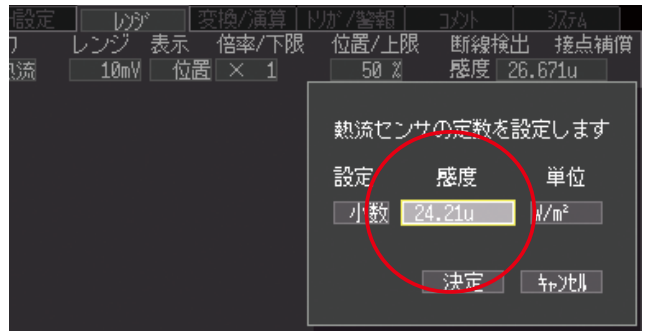 設定 レンジ 変換/演算 トリガ/警報 コメント システム
レンジ 表示 倍率/下限 位置/上限 断線検出 接点補償
熱流 10mV 位置 × 1 50 % 感度 26.671u
熱流センサの定数を設定します
設定 感度 単位
小数 24.21u W/m²
決定 キャンセル